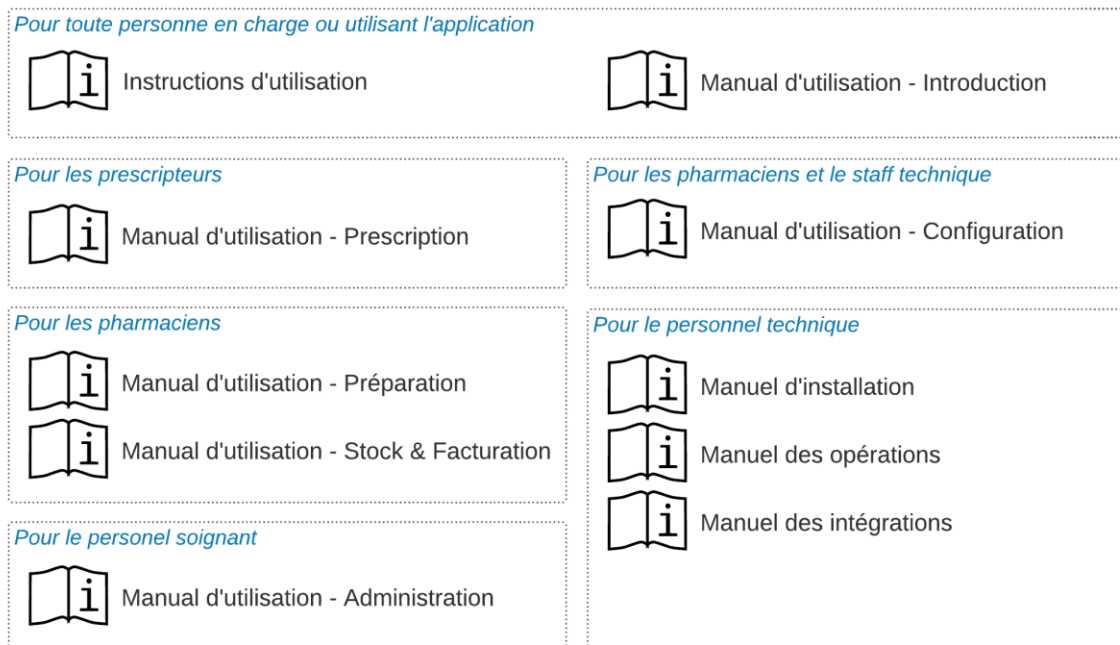 Pour toute personne en charge ou utilisant l'application
Instructions d'utilisation
Manual d'utilisation - Introduction
Pour les prescripteurs
Manual d'utilisation - Prescription
Pour les pharmaciens et le staff technique
Manual d'utilisation - Configuration
Pour les pharmaciens
Manual d'utilisation - Préparation
Manual d'utilisation - Stock & Facturation
Pour le personnel technique
Manuel d'installation
Manuel des opérations
Manuel des intégrations
Pour le personel soignant
Manual d'utilisation - Administration